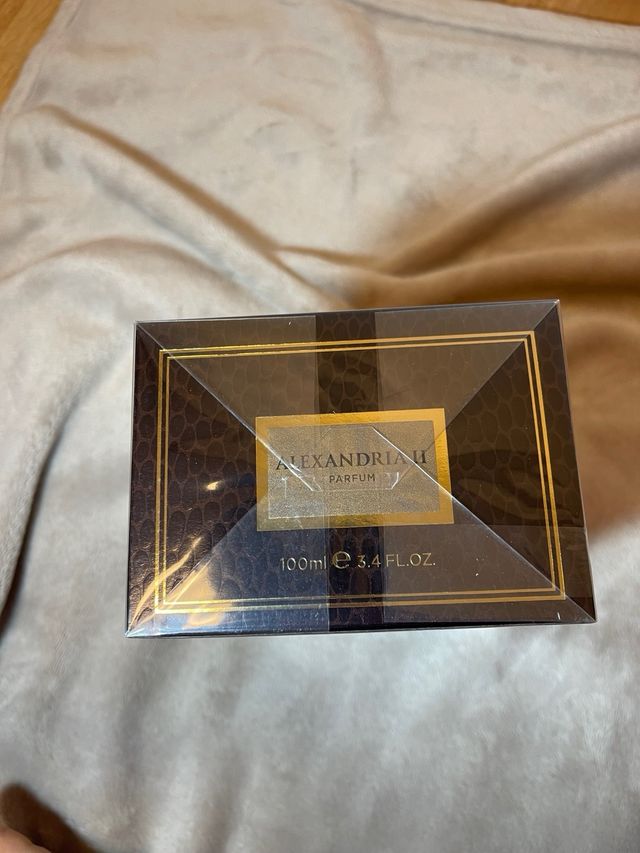 ALEXANDRIA II
PARFUM
100ml ℮ 3.4 FL.OZ.